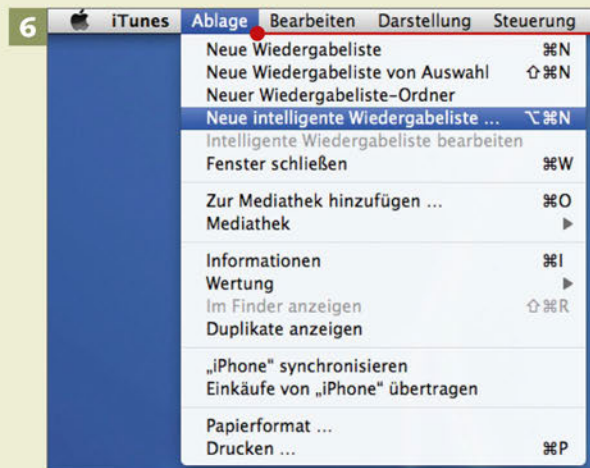 6
iTunes Ablage Bearbeiten Darstellung Steuerung
Neue Wiedergabeliste ⌘N
Neue Wiedergabeliste von Auswahl ⇧⌘N
Neuer Wiedergabeliste-Ordner
Neue intelligente Wiedergabeliste ... ⌥⌘N
Intelligente Wiedergabeliste bearbeiten
Fenster schließen ⌘W
Zur Mediathek hinzufügen ... ⌘O
Mediathek ▶
Informationen ⌘I
Wertung ▶
Im Finder anzeigen ⇧⌘R
Duplikate anzeigen
„iPhone“ synchronisieren
Einkäufe von „iPhone“ übertragen
Papierformat ...
Drucken ... ⌘P